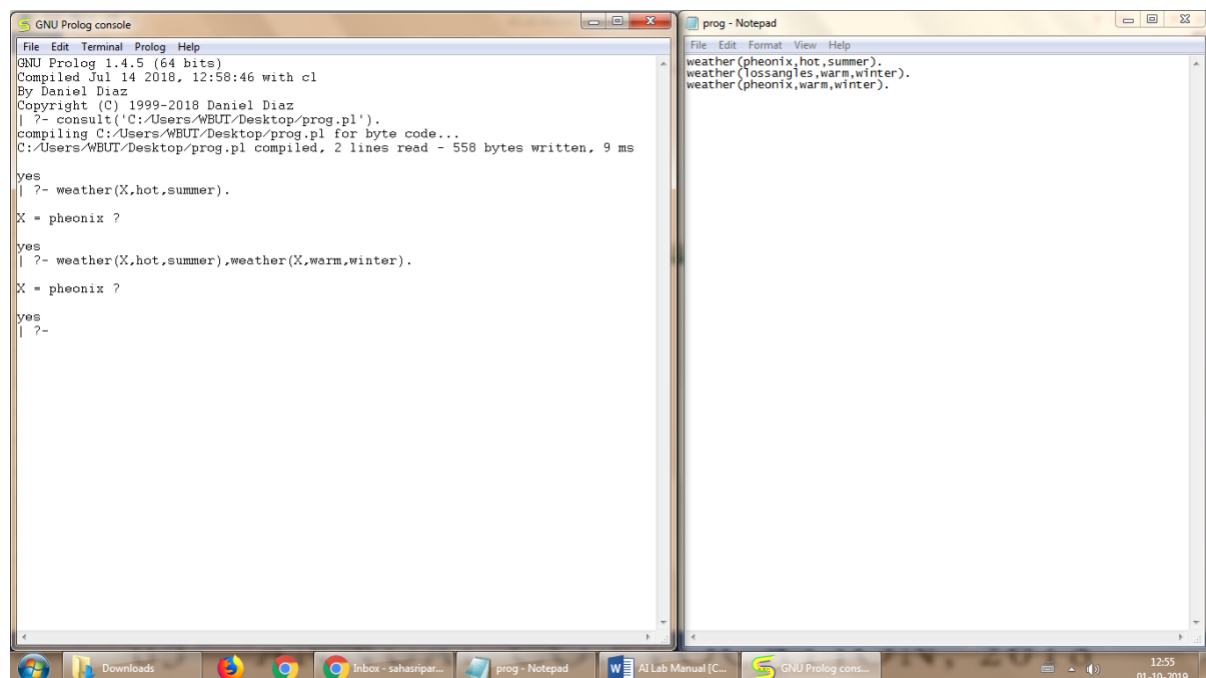 GNU Prolog console
File Edit Terminal Prolog Help
GNU Prolog 1.4.5 (64 bits)
Compiled Jul 14 2018, 12:58:46 with cl
By Daniel Diaz
Copyright (C) 1999-2018 Daniel Diaz
| ?- consult('C:/Users/WBUT/Desktop/prog.pl').
compiling C:/Users/WBUT/Desktop/prog.pl for byte code...
C:/Users/WBUT/Desktop/prog.pl compiled, 2 lines read - 558 bytes written, 9 ms
yes
| ?- weather(X,hot,summer).
X = pheonix ?
yes
| ?- weather(X,hot,summer),weather(X,warm,winter).
X = pheonix ?
yes
| ?-
prog - Notepad
File Edit Format View Help
weather(pheonix,hot,summer).
weather(lossangles,warm,winter).
weather(pheonix,warm,winter).
Downloads
Inbox - sahasripar...
prog - Notepad
AI Lab Manual [C...
GNU Prolog cons...
12:55
01-10-2019